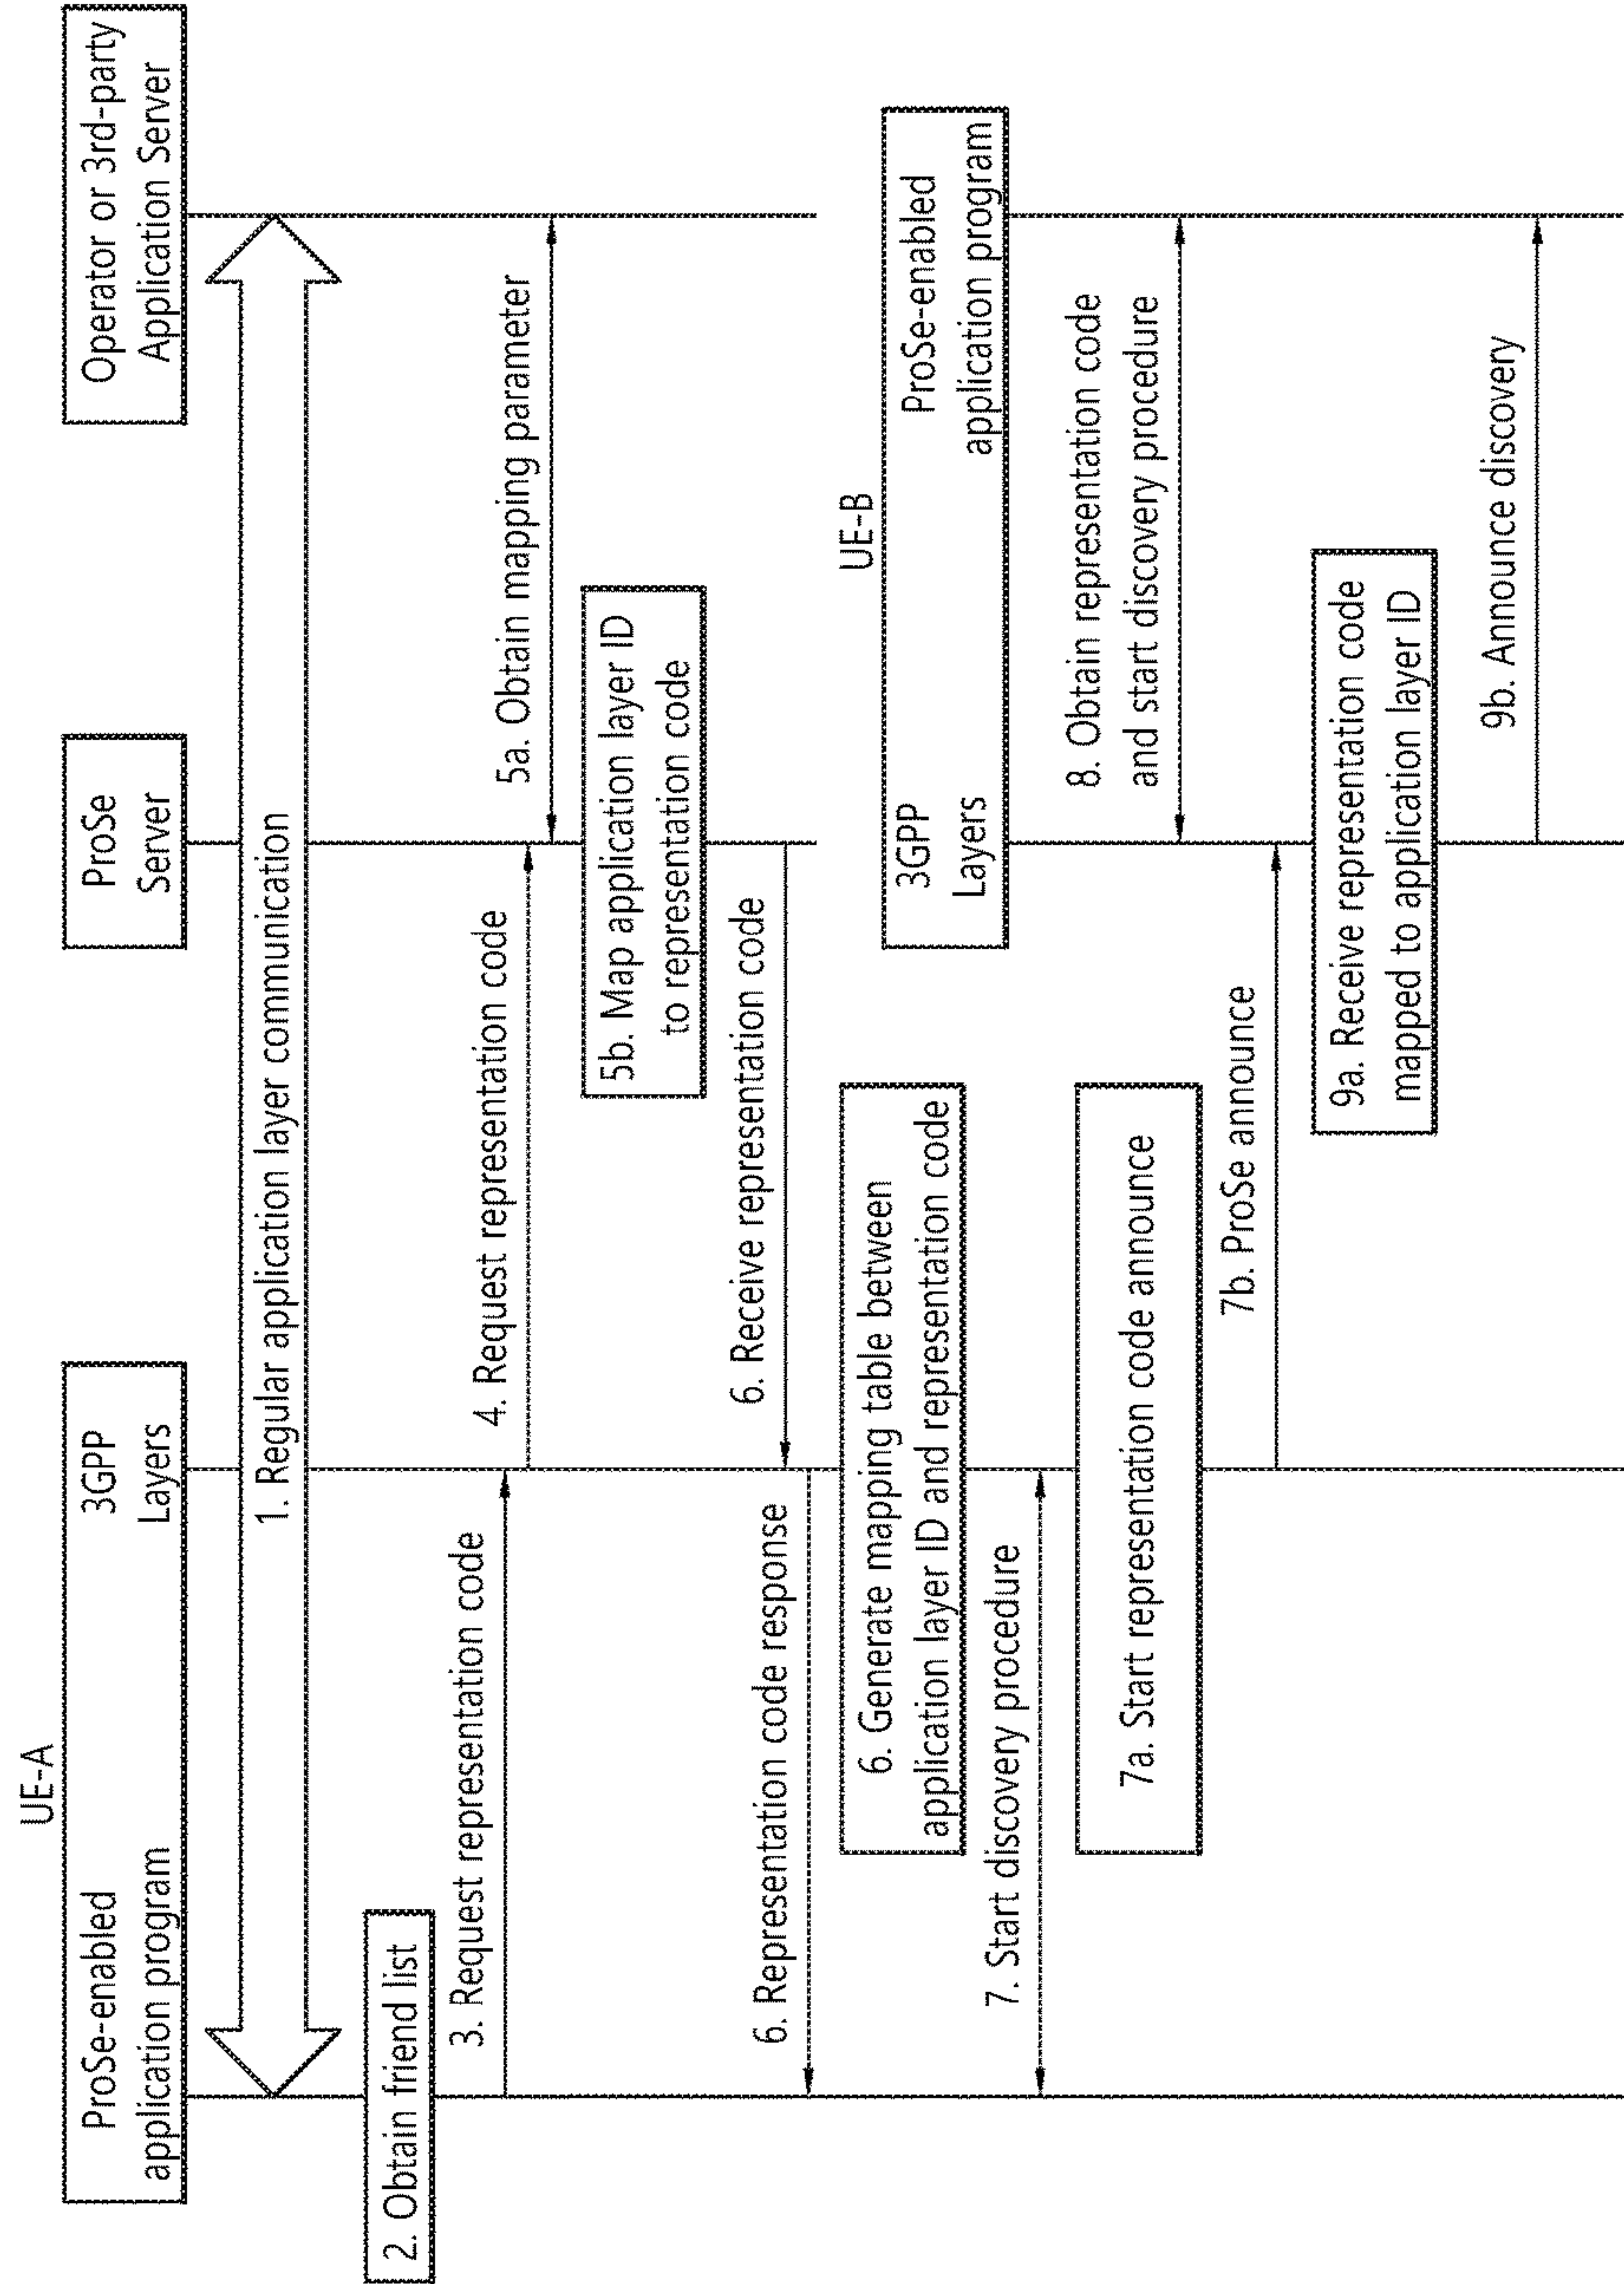 UE-A
ProSe-enabled
application program
3GPP
Layers
ProSe
Server
Operator or 3rd-party
Application Server
1. Regular application layer communication
2. Obtain friend list
3. Request representation code
4. Request representation code
5a. Obtain mapping parameter
5b. Map application layer ID
to representation code
6. Receive representation code
6. Representation code response
6. Generate mapping table between
application layer ID and representation code
UE-B
3GPP
Layers
ProSe-enabled
application program
7. Start discovery procedure
7a. Start representation code announce
8. Obtain representation code
and start discovery procedure
7b. ProSe announce
9a. Receive representation code
mapped to application layer ID
9b. Announce discovery